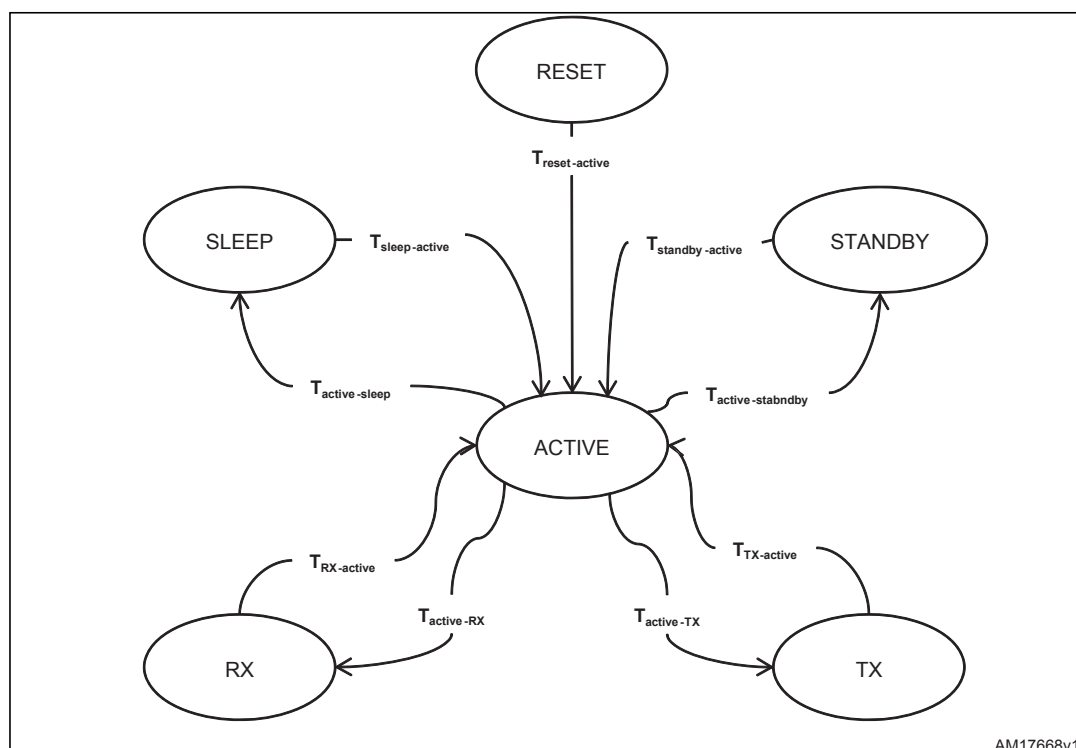 RESET
Treset-active
SLEEP
Tsleep-active
Tstandby-active
STANDBY
Tactive-sleep
Tactive-stabndby
ACTIVE
TRX-active
TTX-active
Tactive-RX
Tactive-TX
RX
TX
AM17668v1